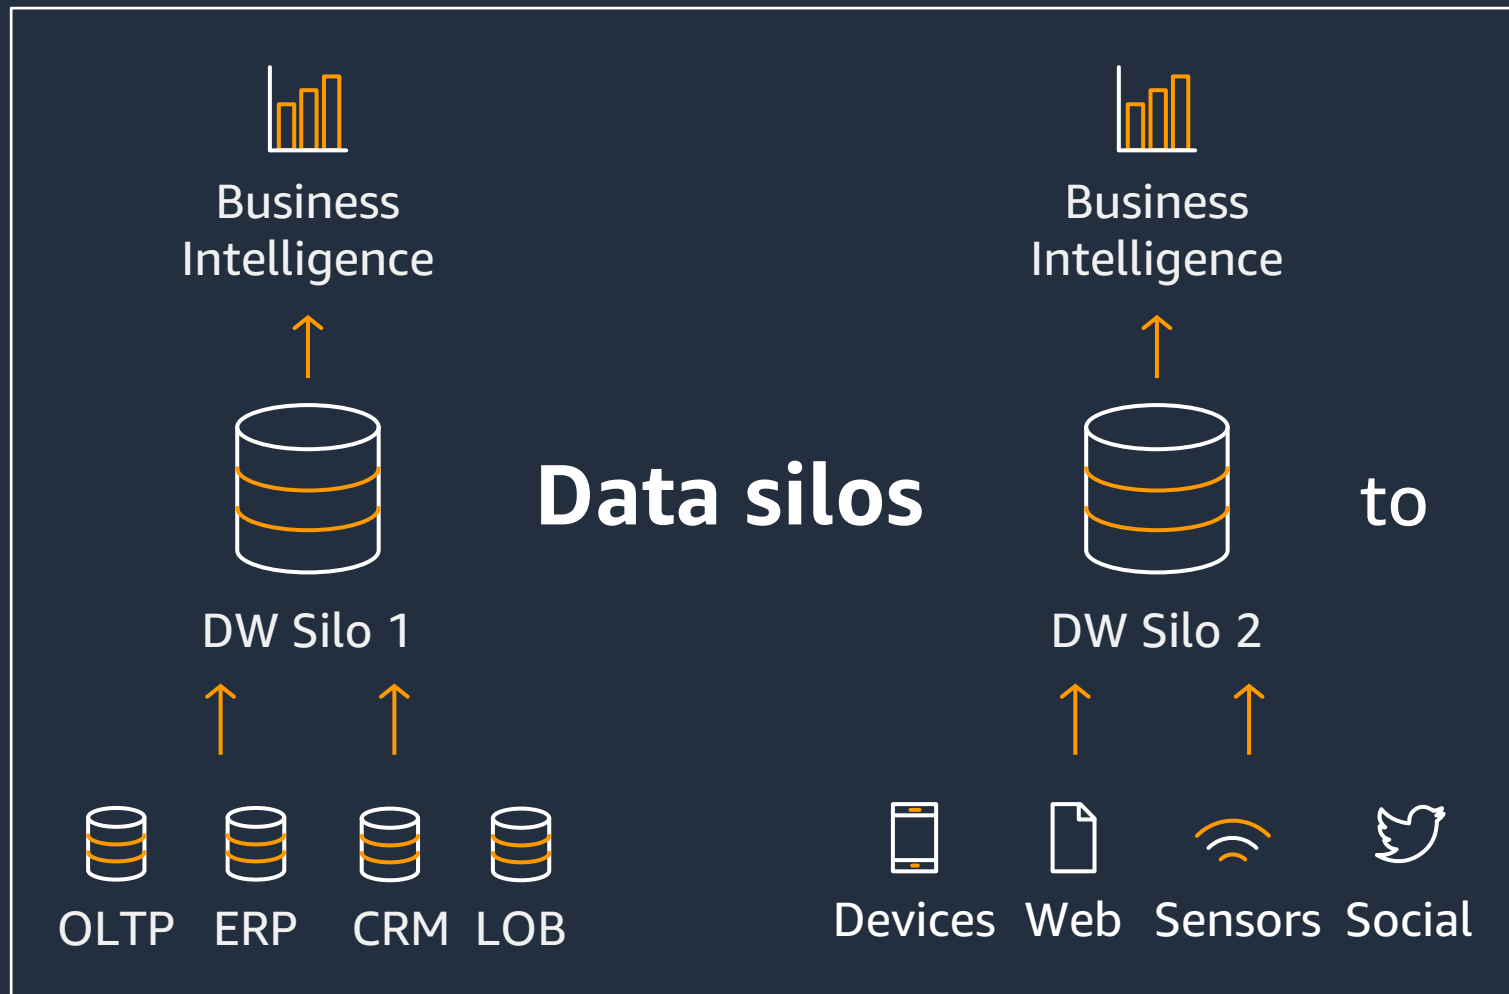 Business
Intelligence
Business
Intelligence
Data silos
to
DW Silo 1
DW Silo 2
OLTP
ERP
CRM
LOB
Devices
Web
Sensors
Social